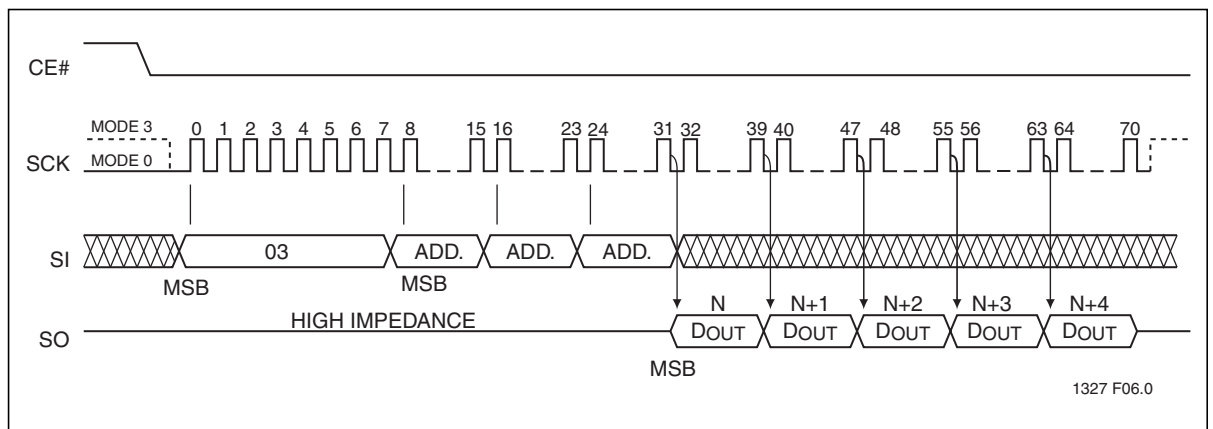 CE#
MODE 3
0 1 2 3 4 5 6 7 8 15 16 23 24 31 32 39 40 47 48 55 56 63 64 70
SCK
MODE 0
SI
03 ADD. ADD. ADD.
MSB MSB
N N+1 N+2 N+3 N+4
HIGH IMPEDANCE
SO
DOUT DOUT DOUT DOUT DOUT
MSB
1327 F06.0